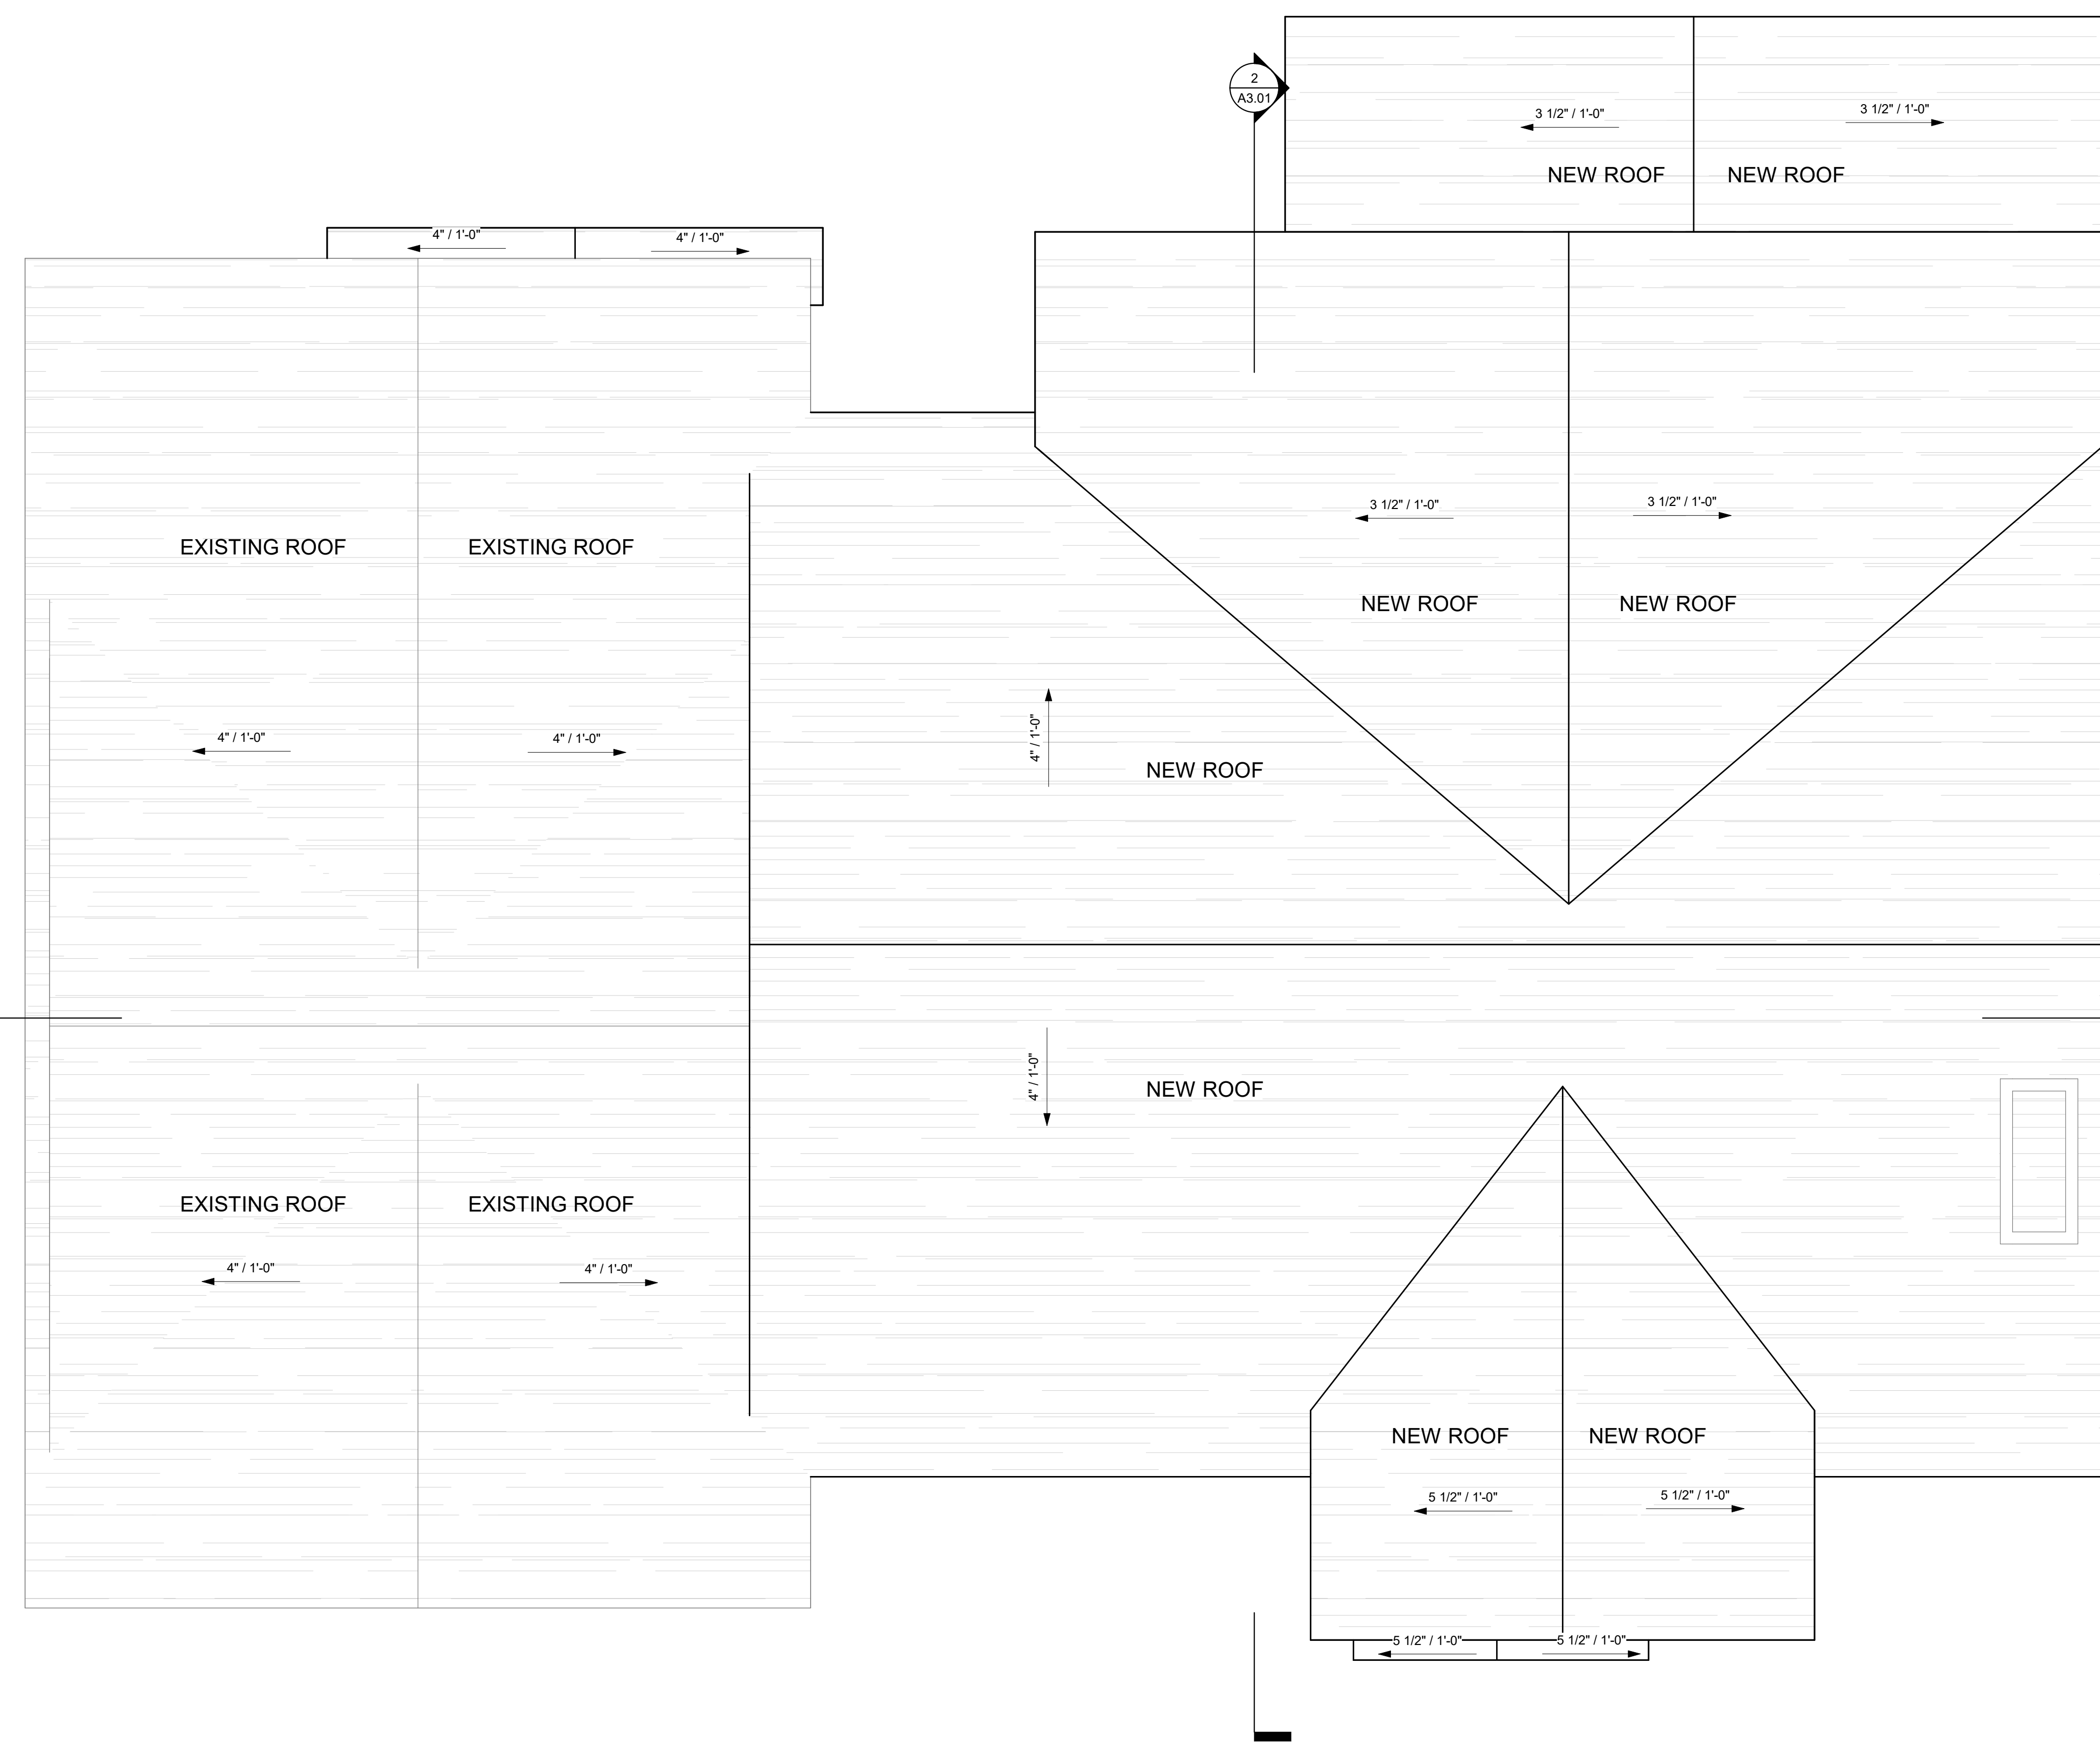 2
A3.01
3 1/2" / 1'-0"
3 1/2" / 1'-0"
NEW ROOF
NEW ROOF
4" / 1'-0"
4" / 1'-0"
3 1/2" / 1'-0"
3 1/2" / 1'-0"
EXISTING ROOF
EXISTING ROOF
NEW ROOF
NEW ROOF
4" / 1'-0"
4" / 1'-0"
4" / 1'-0"
NEW ROOF
4" / 1'-0"
NEW ROOF
EXISTING ROOF
EXISTING ROOF
4" / 1'-0"
4" / 1'-0"
NEW ROOF
NEW ROOF
5 1/2" / 1'-0"
5 1/2" / 1'-0"
5 1/2" / 1'-0"
5 1/2" / 1'-0"